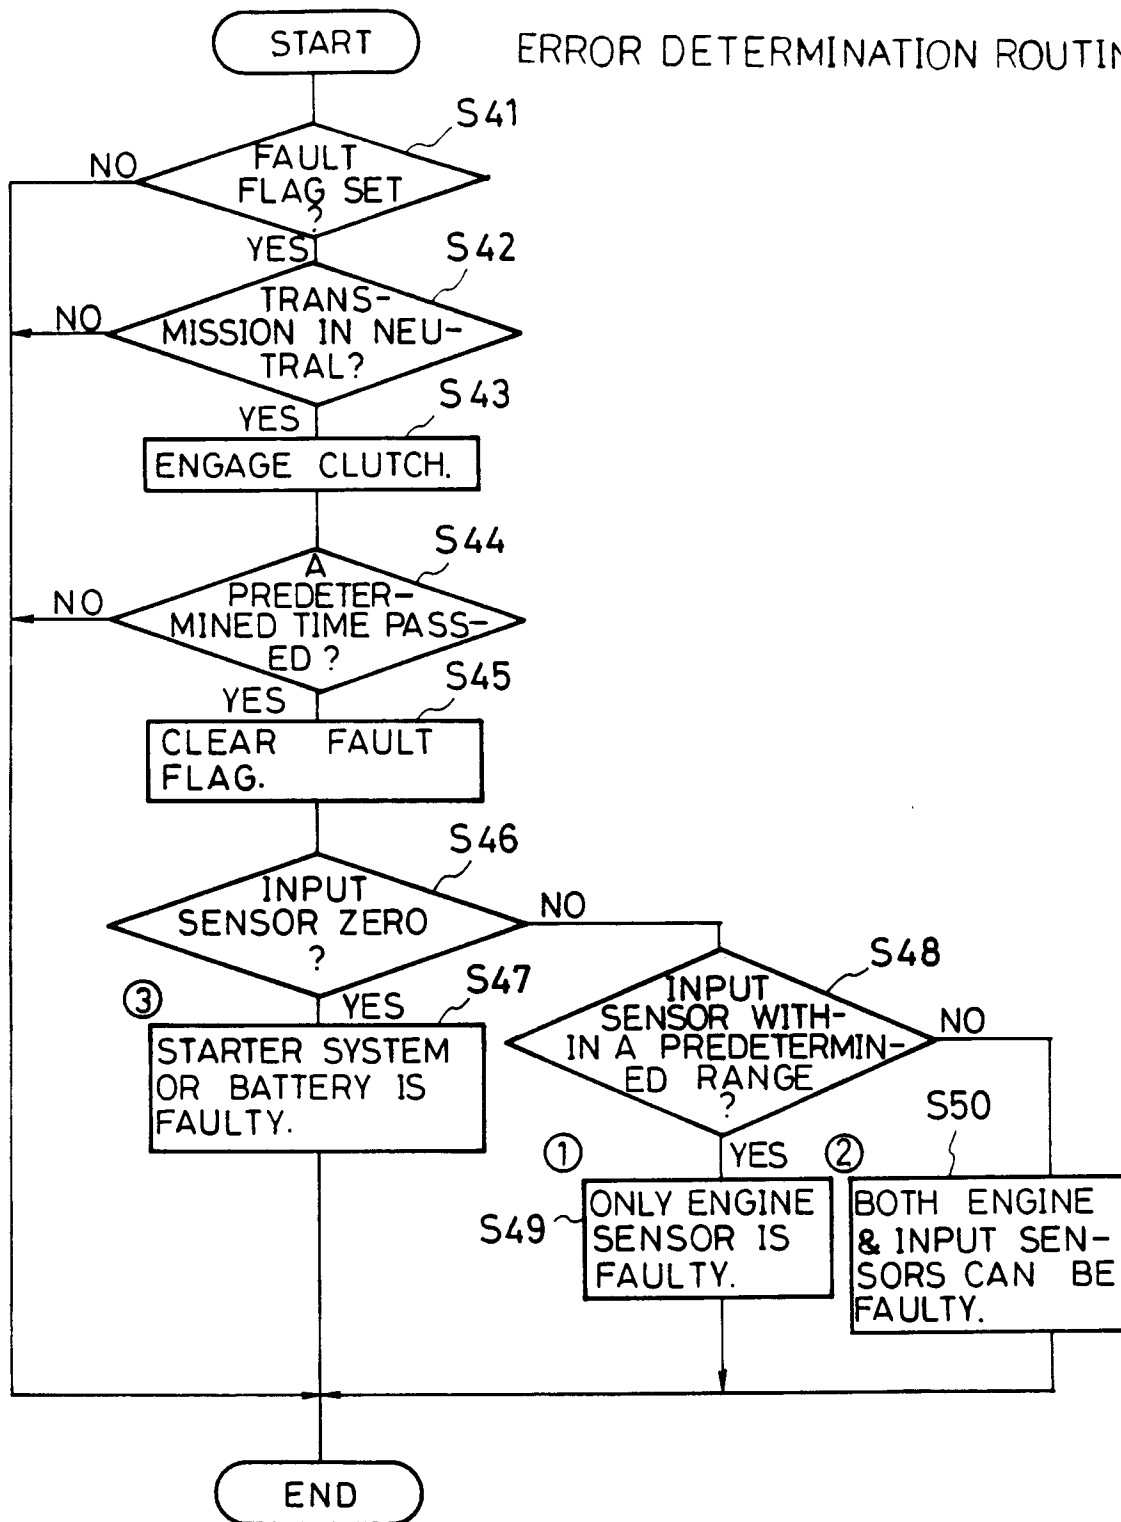 START
ERROR DETERMINATION ROUTIN
S41
NO
FAULT
FLAG SET
?
YES
S42
NO
TRANS-
MISSION IN NEU-
TRAL?
YES
S43
ENGAGE CLUTCH.
S44
NO
A
PREDETER-
MINED TIME PASS-
ED?
YES
S45
CLEAR FAULT
FLAG.
S46
INPUT
SENSOR ZERO
?
NO
YES
③
S47
STARTER SYSTEM
OR BATTERY IS
FAULTY.
S48
INPUT
SENSOR WITH-
IN A PREDETERMIN-
ED RANGE
?
NO
YES
①
S49
ONLY ENGINE
SENSOR IS
FAULTY.
②
S50
BOTH ENGINE
& INPUT SEN-
SORS CAN BE
FAULTY.
END